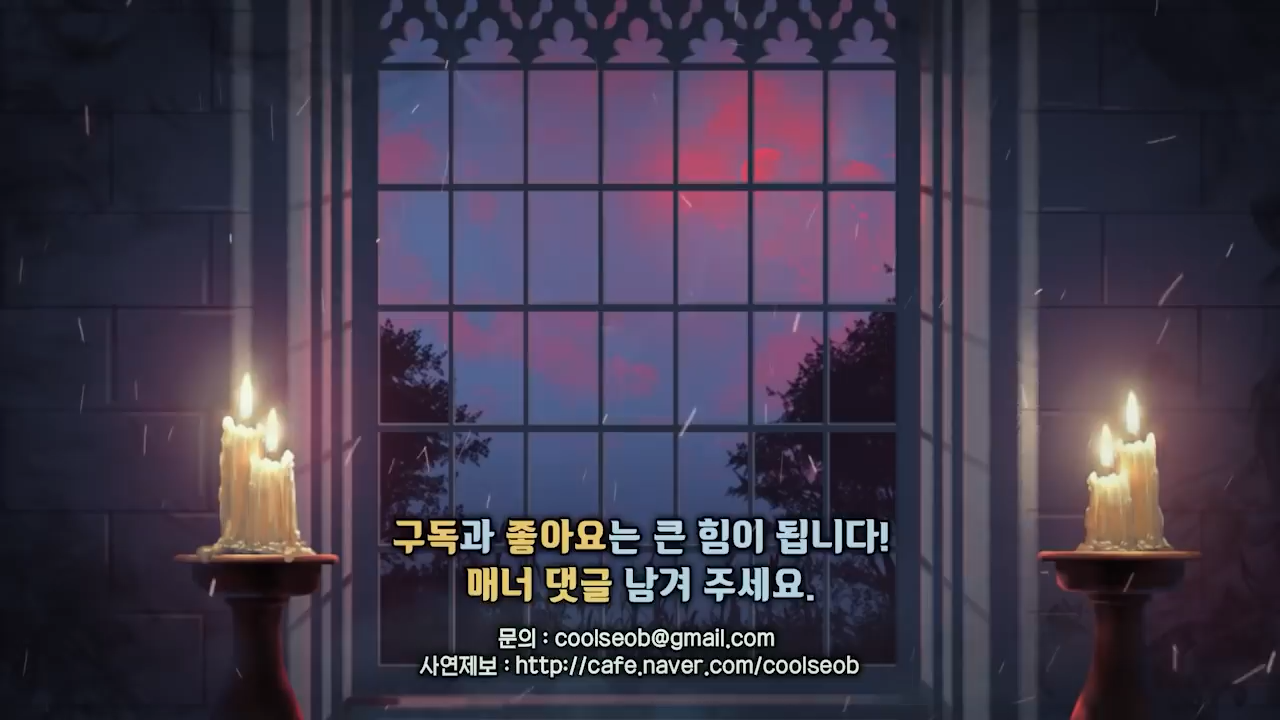 구독과 좋아요는 큰 힘이 됩니다!
매너 댓글 남겨 주세요.
문의 : coolseob@gmail.com
사연제보 : http://cafe.naver.com/coolseob